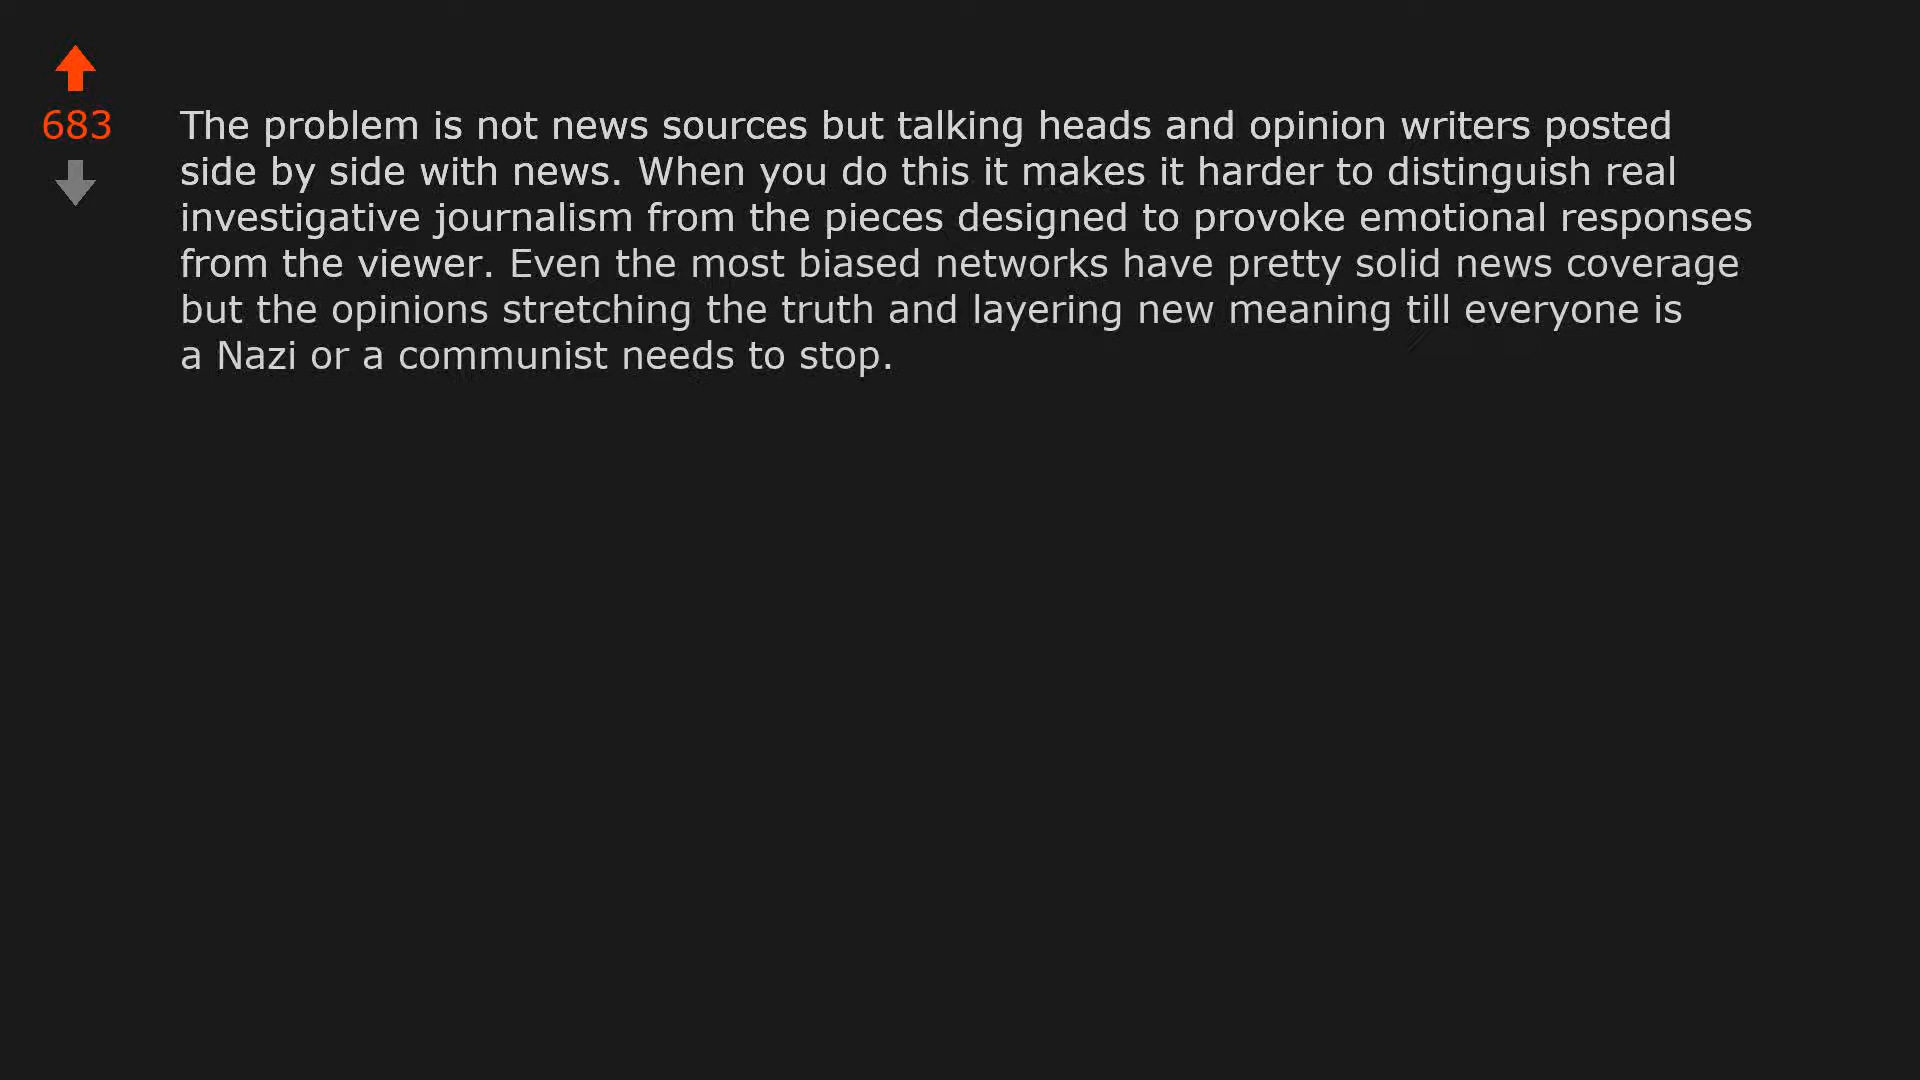 683
The problem is not news sources but talking heads and opinion writers posted
side by side with news. When you do this it makes it harder to distinguish real
investigative journalism from the pieces designed to provoke emotional responses
from the viewer. Even the most biased networks have pretty solid news coverage
but the opinions stretching the truth and layering new meaning till everyone is
a Nazi or a communist needs to stop.